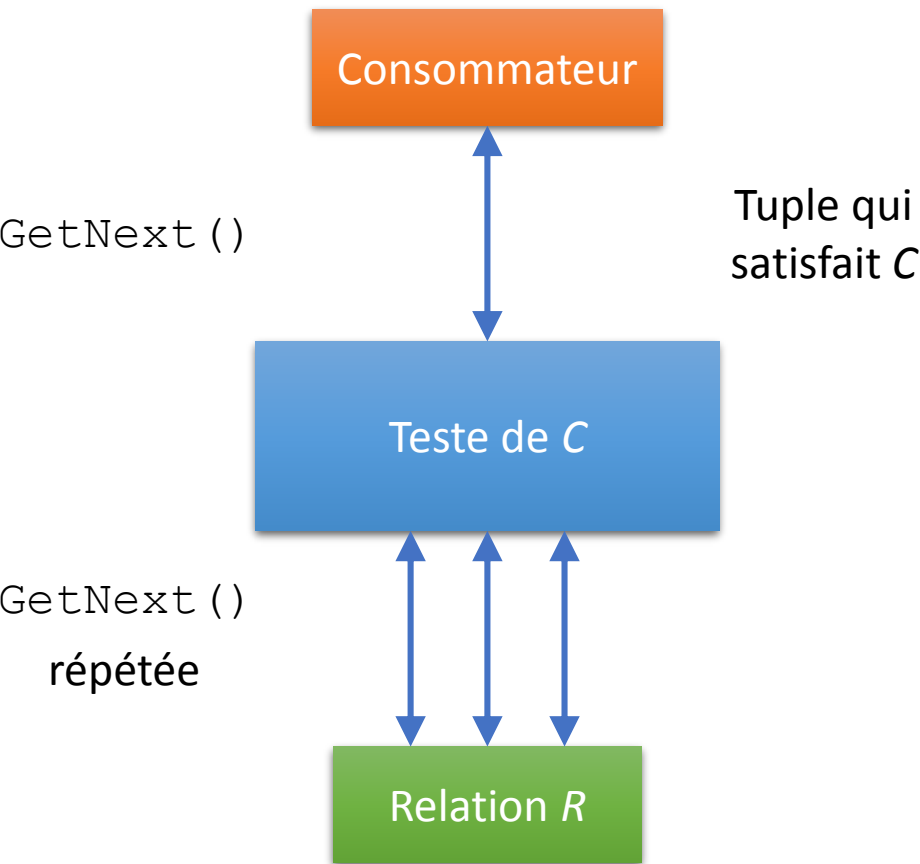 Consommateur
GetNext()
Tuple qui
satisfait C
Teste de C
GetNext()
répétée
Relation R